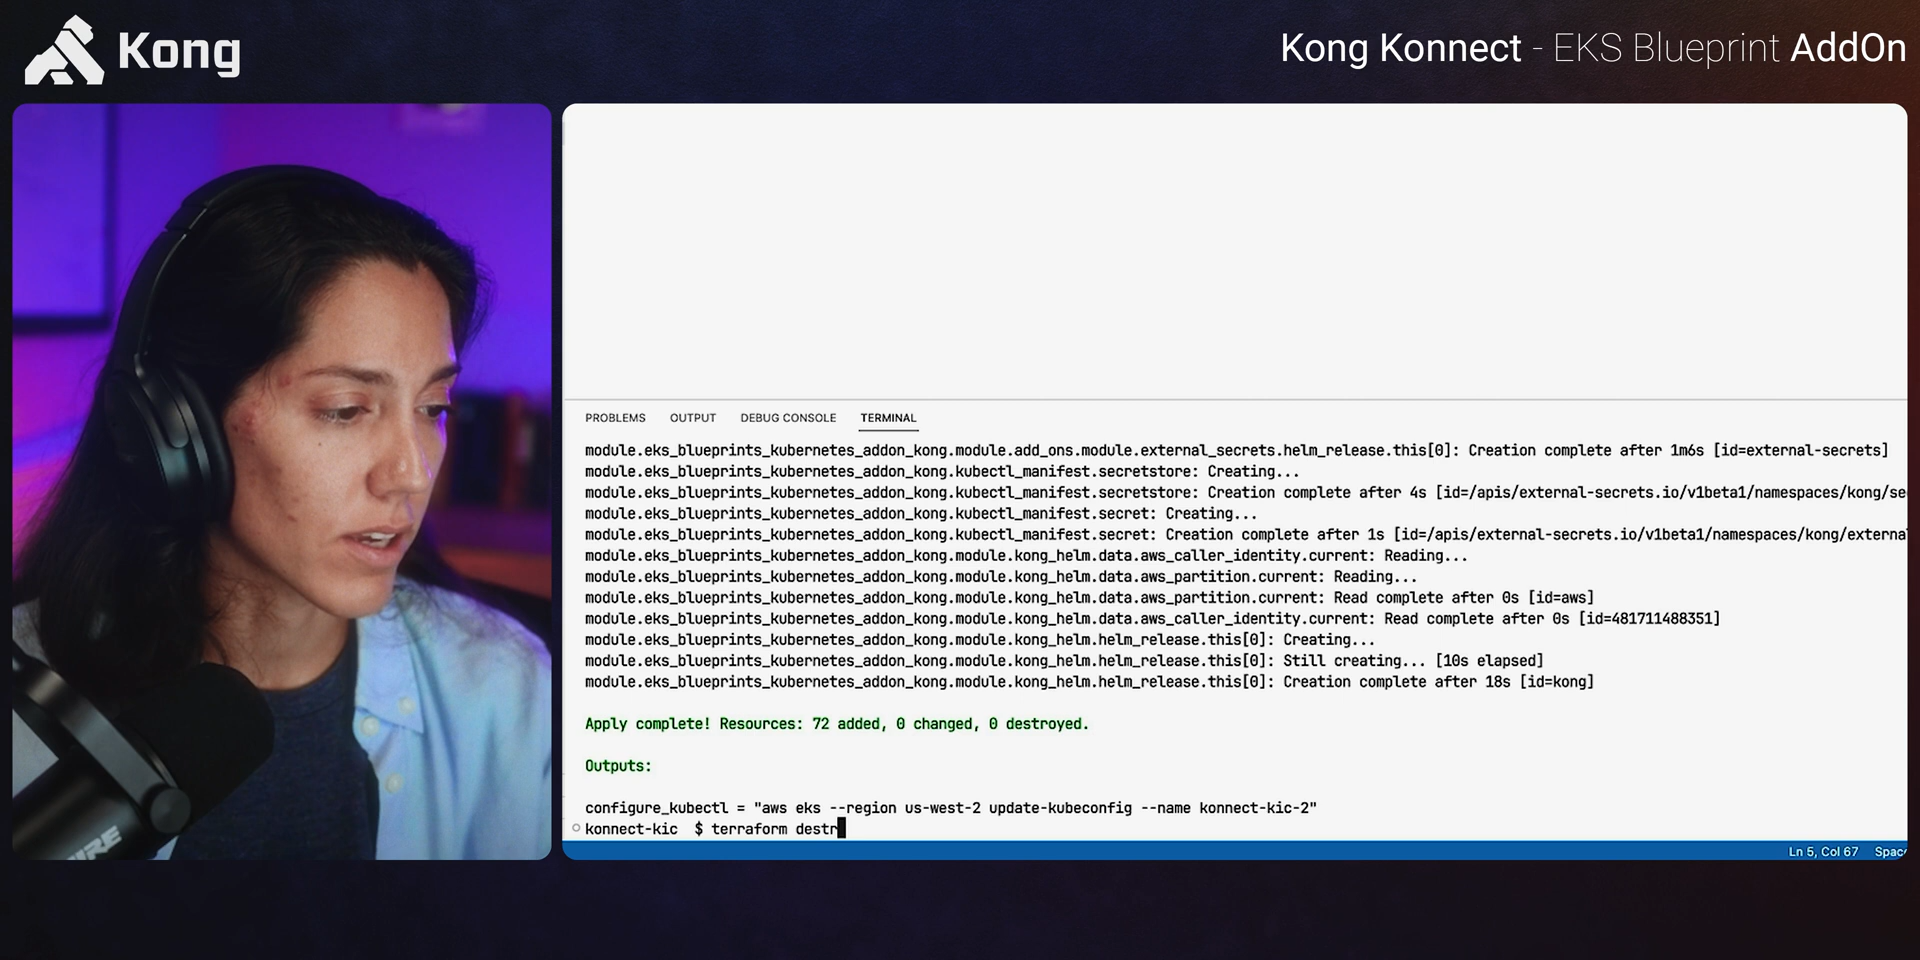 Kong
Kong Konnect - EKS Blueprint AddOn
PROBLEMS OUTPUT DEBUG CONSOLE TERMINAL
module.eks_blueprints_kubernetes_addon_kong.module.add_ons.module.external_secrets.helm_release.this[0]: Creation complete after 1m6s [id=external-secrets]
module.eks_blueprints_kubernetes_addon_kong.kubectl_manifest.secretstore: Creating...
module.eks_blueprints_kubernetes_addon_kong.kubectl_manifest.secretstore: Creation complete after 4s [id=/apis/external-secrets.io/v1beta1/namespaces/kong/se
module.eks_blueprints_kubernetes_addon_kong.kubectl_manifest.secret: Creating...
module.eks_blueprints_kubernetes_addon_kong.kubectl_manifest.secret: Creation complete after 1s [id=/apis/external-secrets.io/v1beta1/namespaces/kong/externa
module.eks_blueprints_kubernetes_addon_kong.module.kong_helm.data.aws_caller_identity.current: Reading...
module.eks_blueprints_kubernetes_addon_kong.module.kong_helm.data.aws_partition.current: Reading...
module.eks_blueprints_kubernetes_addon_kong.module.kong_helm.data.aws_partition.current: Read complete after 0s [id=aws]
module.eks_blueprints_kubernetes_addon_kong.module.kong_helm.data.aws_caller_identity.current: Read complete after 0s [id=481711488351]
module.eks_blueprints_kubernetes_addon_kong.module.kong_helm.helm_release.this[0]: Creating...
module.eks_blueprints_kubernetes_addon_kong.module.kong_helm.helm_release.this[0]: Still creating... [10s elapsed]
module.eks_blueprints_kubernetes_addon_kong.module.kong_helm.helm_release.this[0]: Creation complete after 18s [id=kong]
Apply complete! Resources: 72 added, 0 changed, 0 destroyed.
Outputs:
configure_kubectl = "aws eks --region us-west-2 update-kubeconfig --name konnect-kic-2"
konnect-kic $ terraform destr
Ln 5, Col 67 Spac
URE